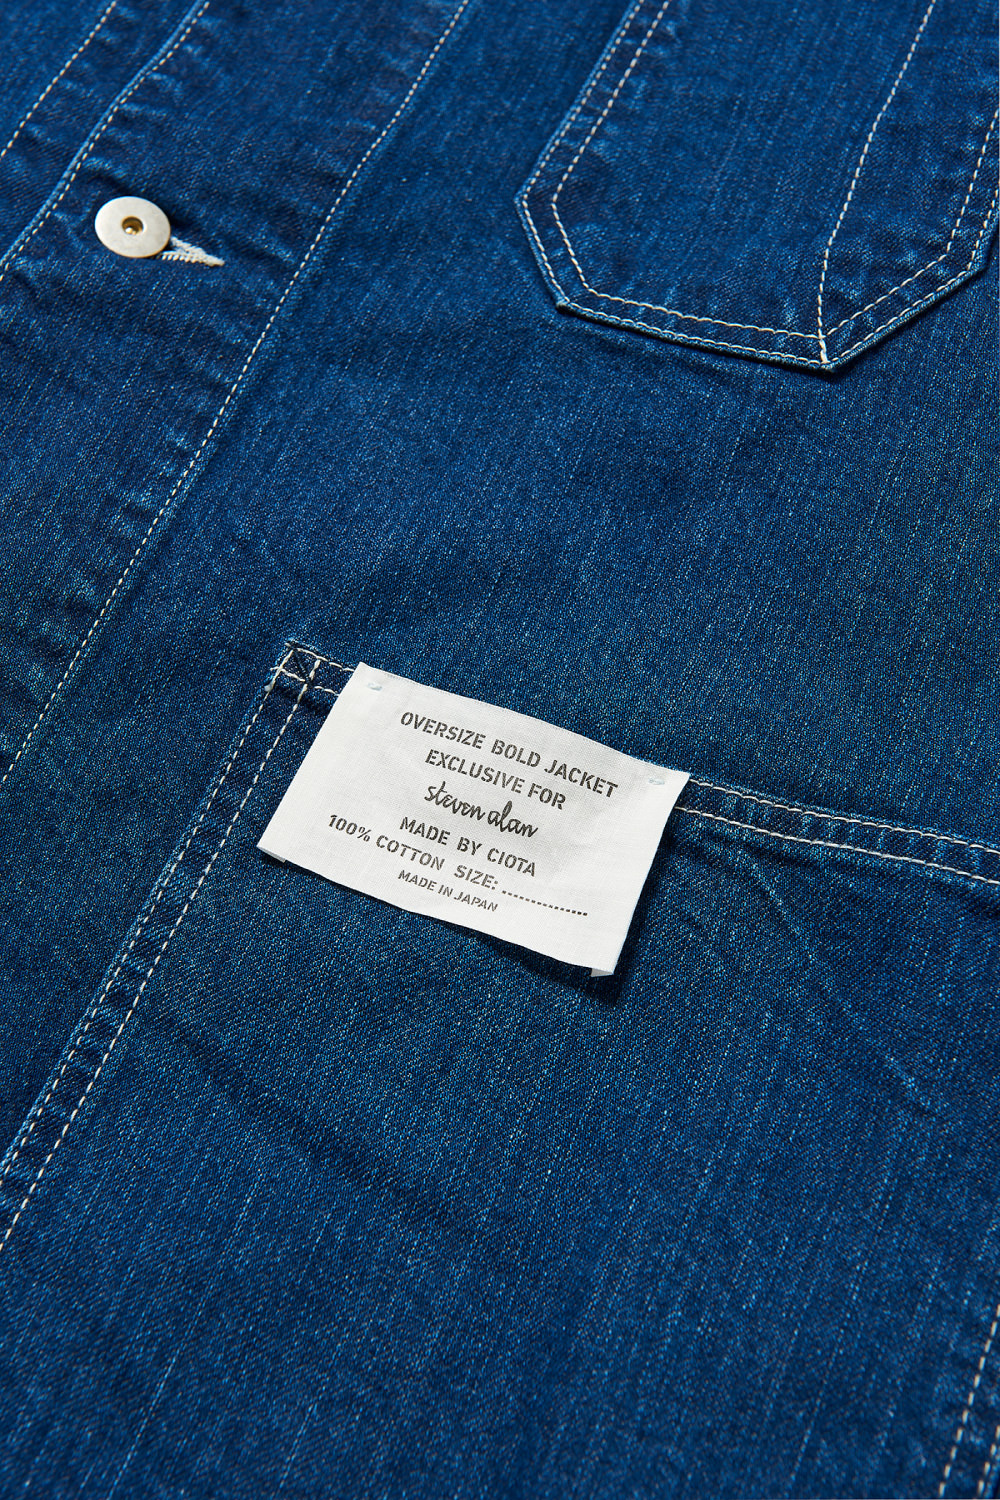 OVERSIZE BOLD JACKET
EXCLUSIVE FOR
steven alan
MADE BY CIOTA
100% COTTON SIZE: ...............
MADE IN JAPAN